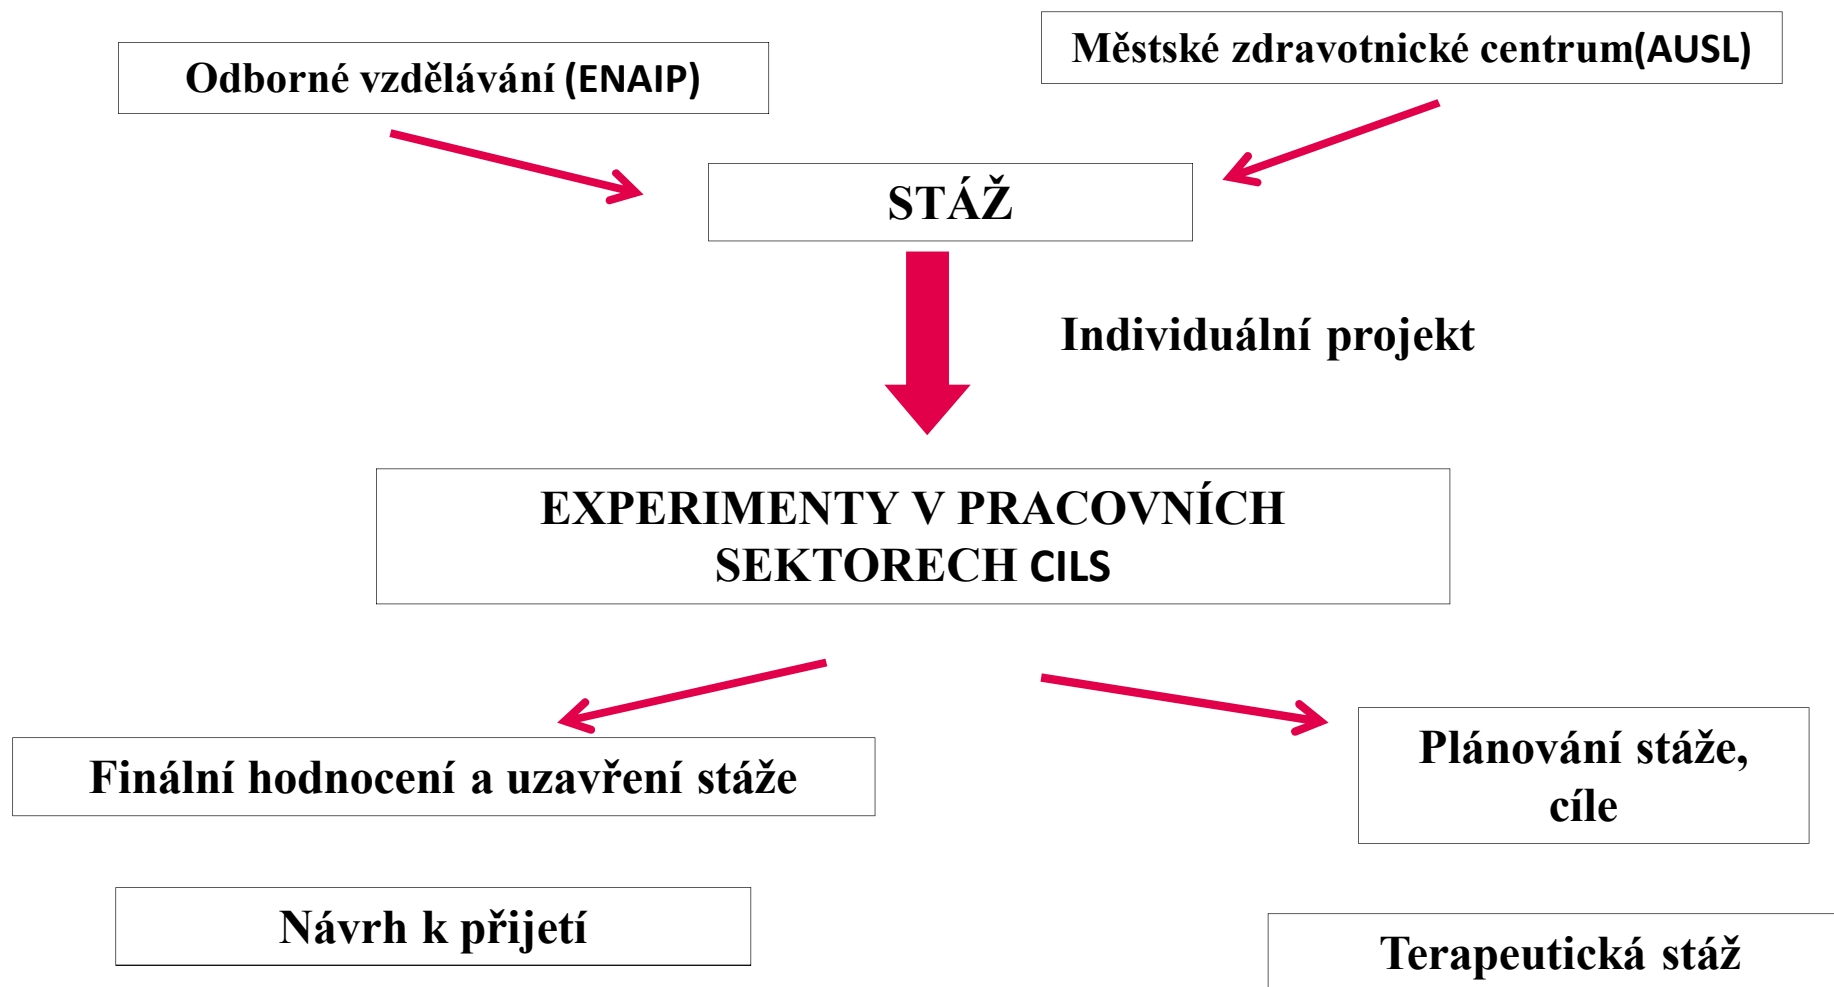 Odborné vzdělávání (ENAIP)
Městské zdravotnické centrum(AUSL)
STÁŽ
Individuální projekt
EXPERIMENTY V PRACOVNÍCH
SEKTORECH CILS
Finální hodnocení a uzavření stáže
Plánování stáže,
cíle
Návrh k přijetí
Terapeutická stáž